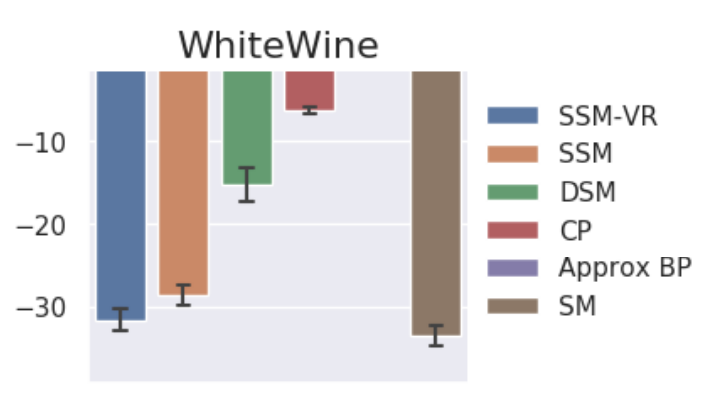 WhiteWine
−10
−20
−30
SSM-VR
SSM
DSM
CP
Approx BP
SM